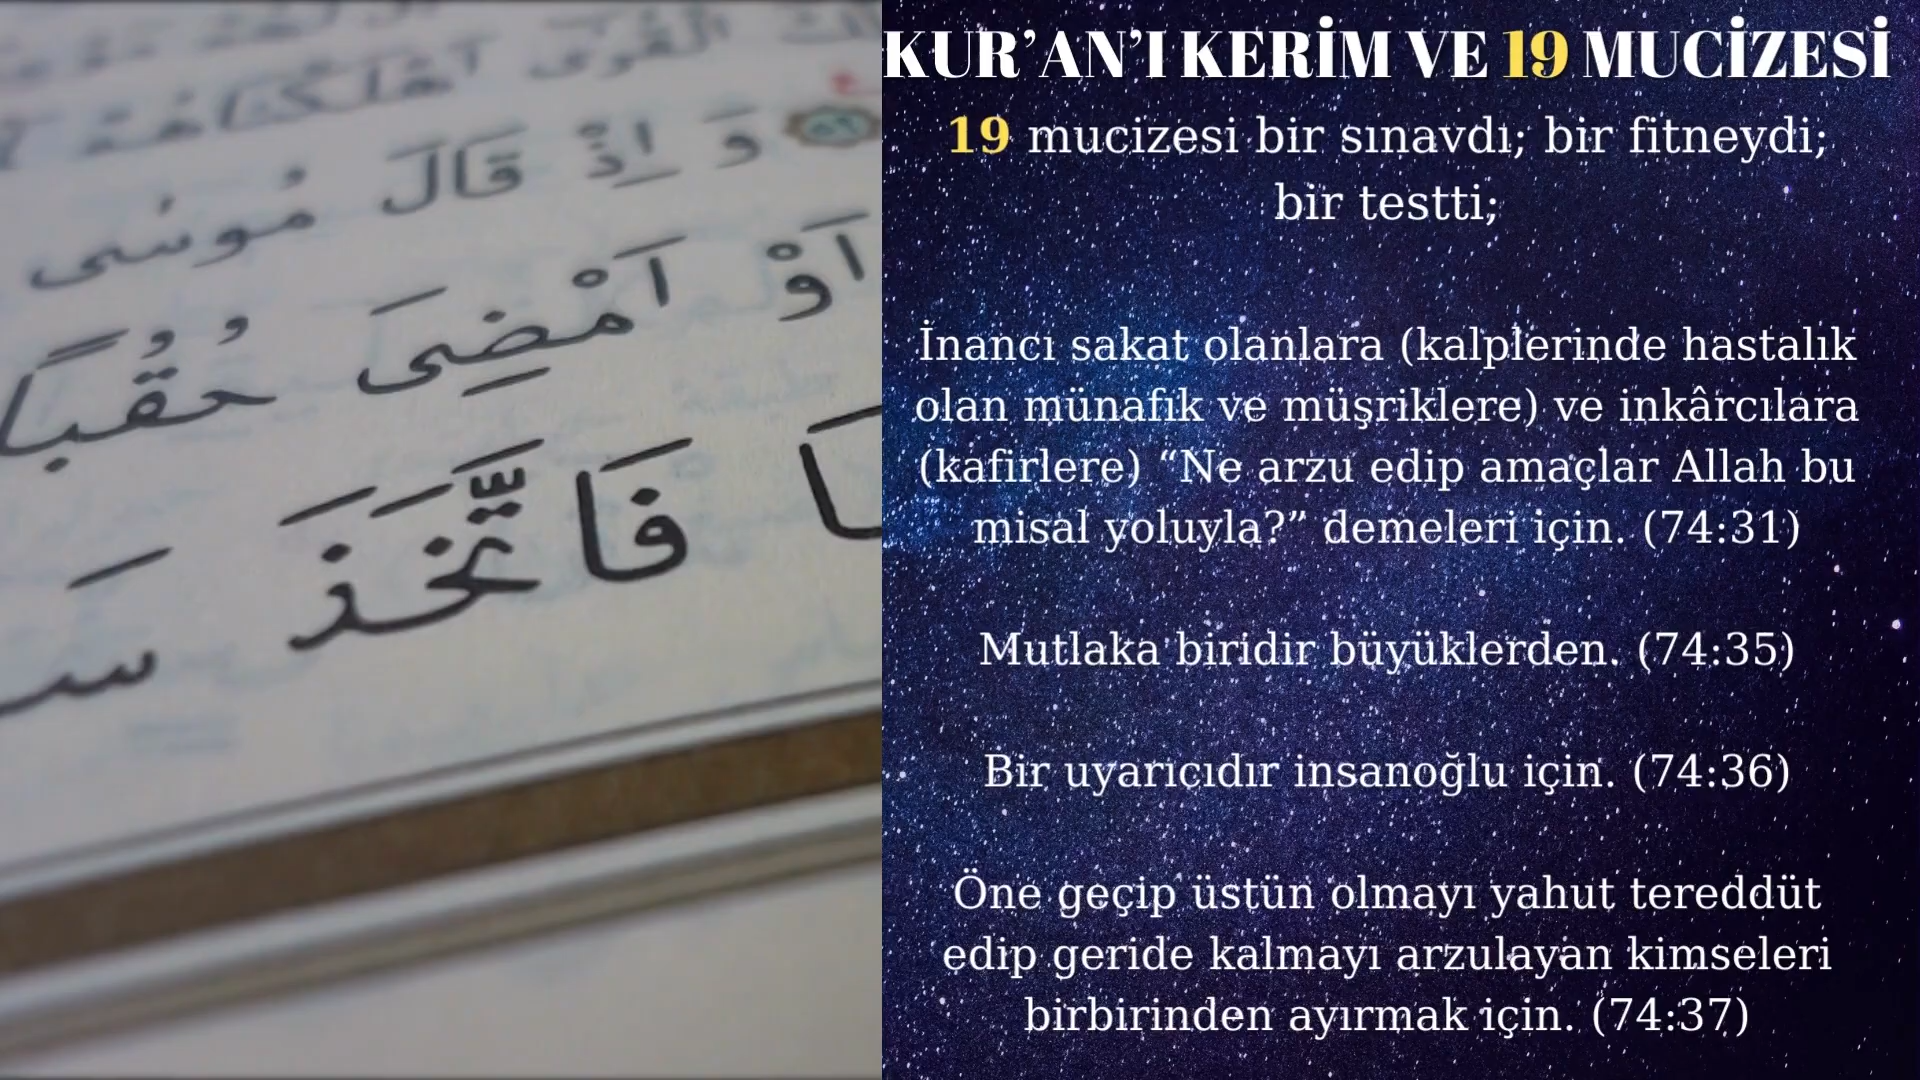 وَ اِذْ قَالَ مُوسٰى
اَوْ اَمْضِىَ حُقُبًا
فَاتَّخَذَ
KUR’AN’I KERİM VE 19 MUCİZESİ
19 mucizesi bir sınavdı; bir fitneydi;
bir testti;
İnancı sakat olanlara (kalplerinde hastalık
olan münafık ve müşriklere) ve inkârcılara
(kafirlere) “Ne arzu edip amaçlar Allah bu
misal yoluyla?” demeleri için. (74:31)
Mutlaka biridir büyüklerden. (74:35)
Bir uyarıcıdır insanoğlu için. (74:36)
Öne geçip üstün olmayı yahut tereddüt
edip geride kalmayı arzulayan kimseleri
birbirinden ayırmak için. (74:37)